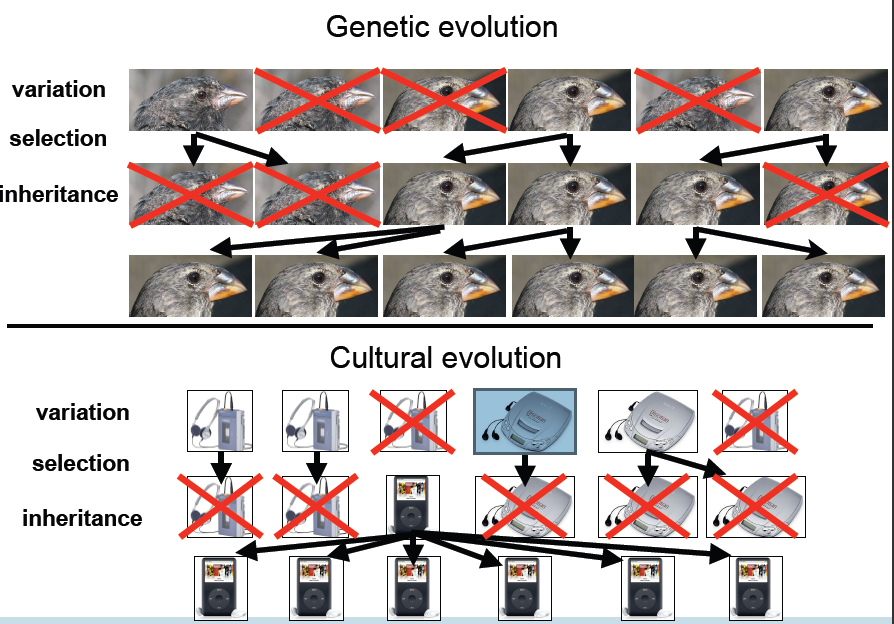 Genetic evolution
variation
selection
inheritance
Cultural evolution
variation
selection
inheritance